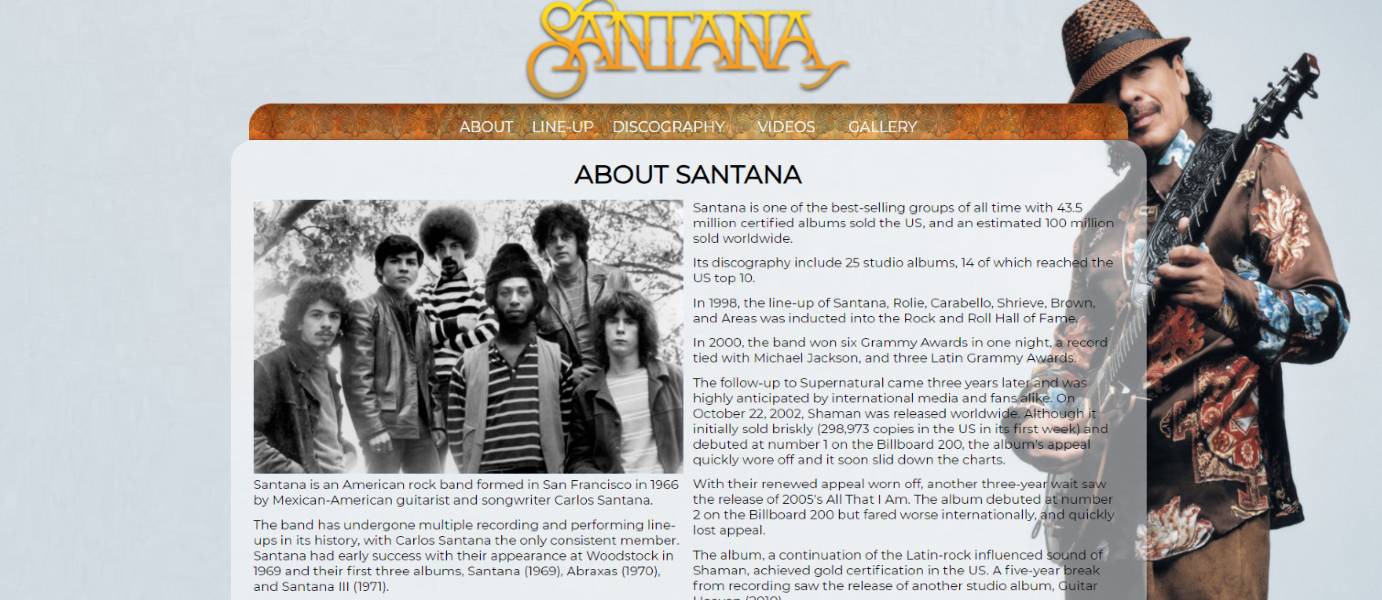 SANTANA
ABOUT LINE-UP DISCOGRAPHY VIDEOS GALLERY
ABOUT SANTANA
Santana is an American rock band formed in San Francisco in 1966
by Mexican-American guitarist and songwriter Carlos Santana.
The band has undergone multiple recording and performing line-
ups in its history, with Carlos Santana the only consistent member.
Santana had early success with their appearance at Woodstock in
1969 and their first three albums, Santana (1969), Abraxas (1970),
and Santana III (1971).
Santana is one of the best-selling groups of all time with 43.5
million certified albums sold the US, and an estimated 100 million
sold worldwide.
Its discography include 25 studio albums, 14 of which reached the
US top 10.
In 1998, the line-up of Santana, Rolie, Carabello, Shrieve, Brown,
and Areas was inducted into the Rock and Roll Hall of Fame.
In 2000, the band won six Grammy Awards in one night, a record
tied with Michael Jackson, and three Latin Grammy Awards.
The follow-up to Supernatural came three years later and was
highly anticipated by international media and fans alike. On
October 22, 2002, Shaman was released worldwide. Although it
initially sold briskly (298,973 copies in the US in its first week) and
debuted at number 1 on the Billboard 200, the album's appeal
quickly wore off and it soon slid down the charts.
With their renewed appeal worn off, another three-year wait saw
the release of 2005's All That I Am. The album debuted at number
2 on the Billboard 200 but fared worse internationally, and quickly
lost appeal.
The album, a continuation of the Latin-rock influenced sound of
Shaman, achieved gold certification in the US. A five-year break
from recording saw the release of another studio album, Guitar
Heaven (2010)